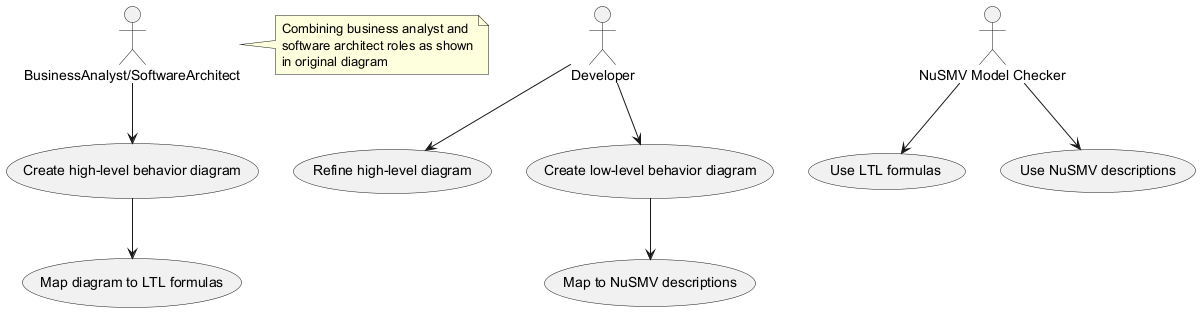 Combining business analyst and
software architect roles as shown
in original diagram
BusinessAnalyst/SoftwareArchitect
Developer
NuSMV Model Checker
Create high-level behavior diagram
Refine high-level diagram
Create low-level behavior diagram
Use LTL formulas
Use NuSMV descriptions
Map diagram to LTL formulas
Map to NuSMV descriptions